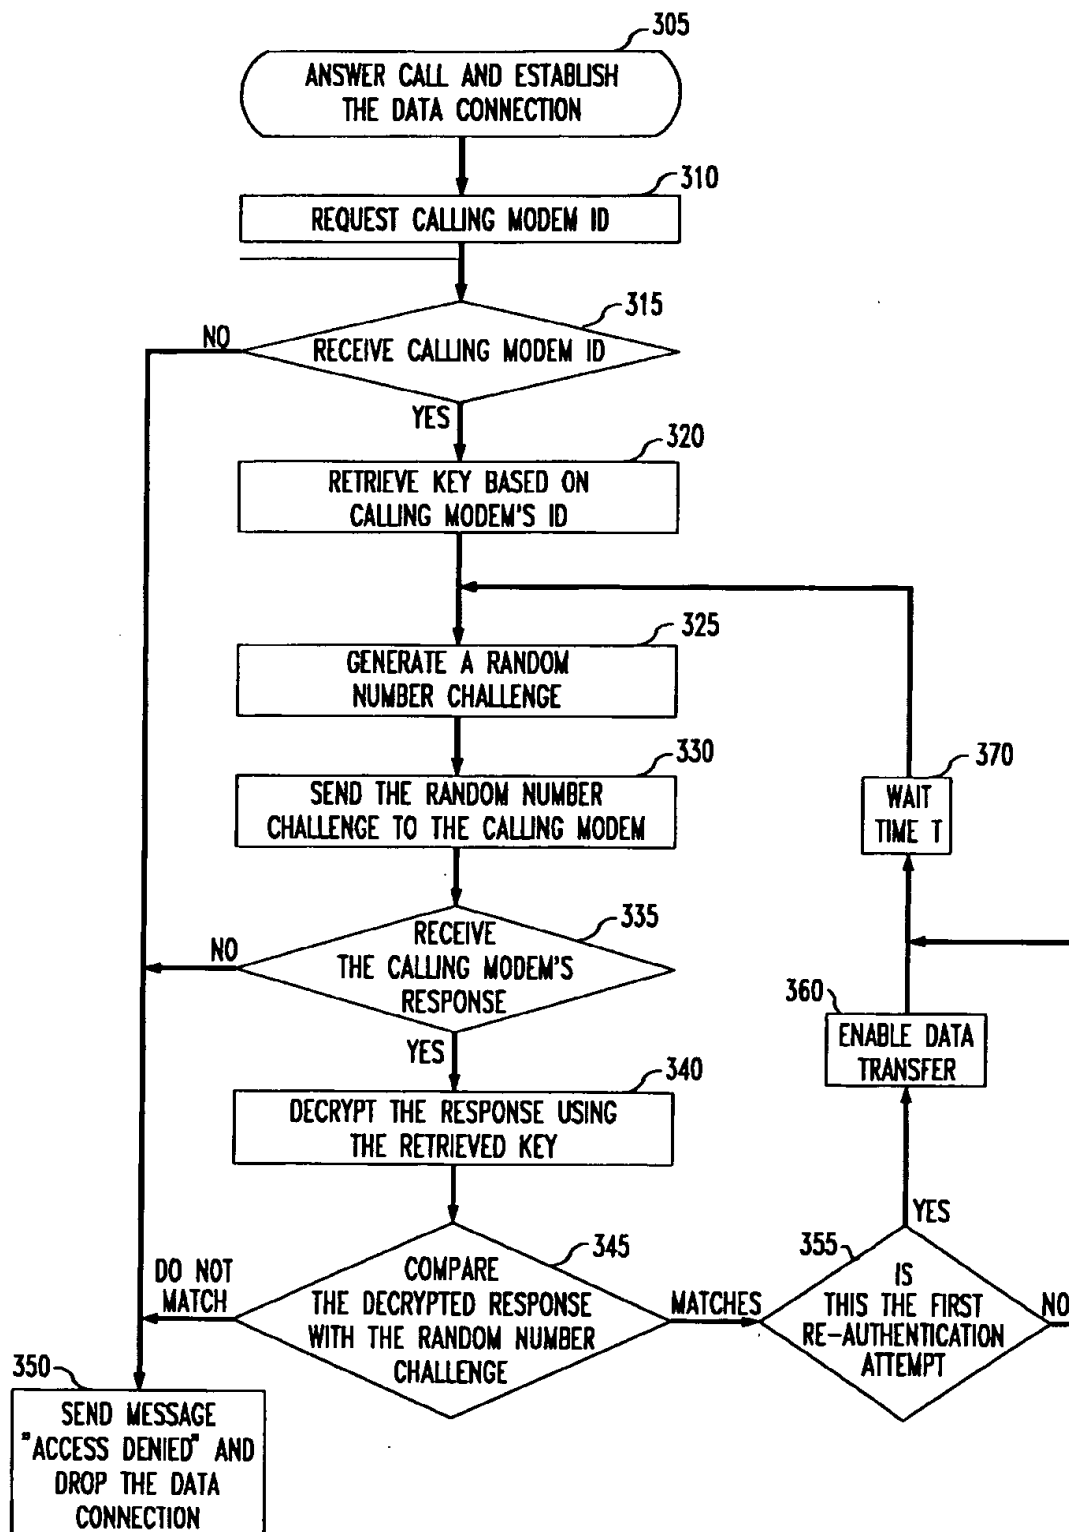 305
ANSWER CALL AND ESTABLISH
THE DATA CONNECTION
310
REQUEST CALLING MODEM ID
315
NO
RECEIVE CALLING MODEM ID
YES
320
RETRIEVE KEY BASED ON
CALLING MODEM'S ID
325
GENERATE A RANDOM
NUMBER CHALLENGE
330
SEND THE RANDOM NUMBER
CHALLENGE TO THE CALLING MODEM
370
WAIT
TIME T
335
NO
RECEIVE
THE CALLING MODEM'S
RESPONSE
YES
360
ENABLE DATA
TRANSFER
340
DECRYPT THE RESPONSE USING
THE RETRIEVED KEY
YES
345
DO NOT
MATCH
COMPARE
THE DECRYPTED RESPONSE
WITH THE RANDOM NUMBER
CHALLENGE
MATCHES
355
IS
THIS THE FIRST
RE-AUTHENTICATION
ATTEMPT
NO
350
SEND MESSAGE
"ACCESS DENIED" AND
DROP THE DATA
CONNECTION